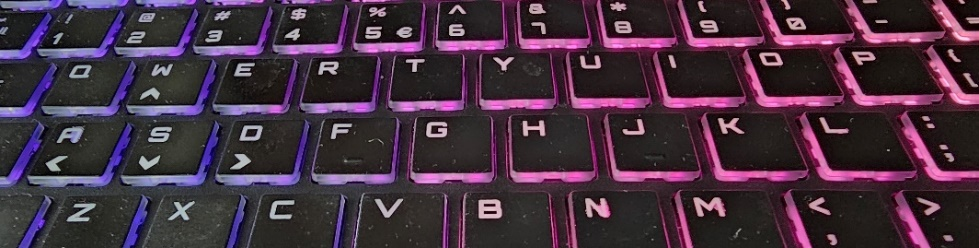 ! @ # $ % ^ & * ( ) _
1 2 3 4 5 € 6 7 8 9 0 -
Q W E R T Y U I O P {
A S D F G H J K L :
;
Z X C V B N M < >
,